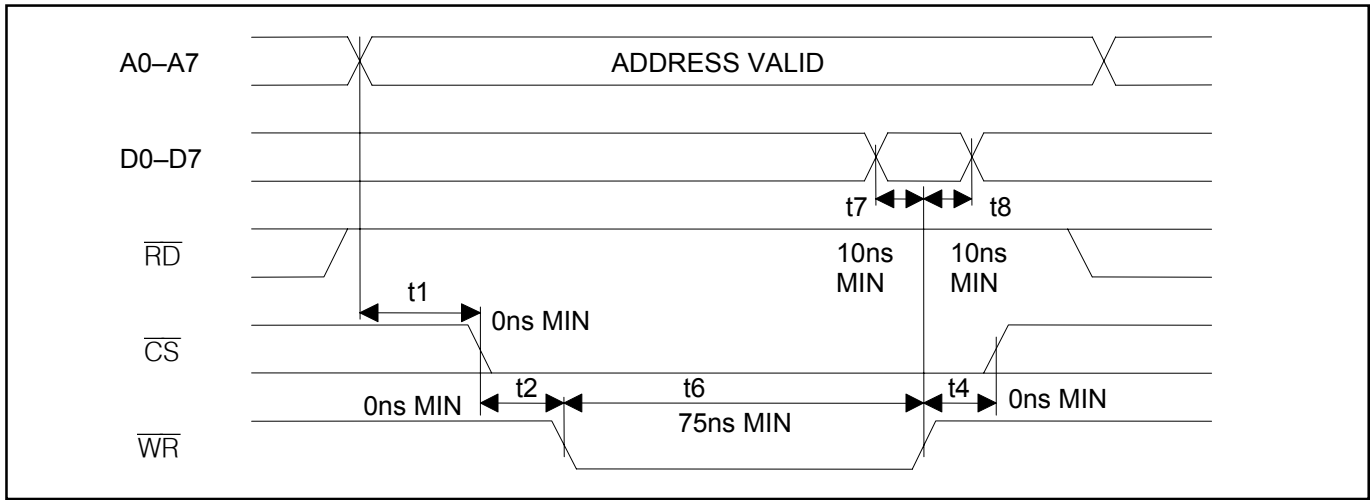 A0–A7
ADDRESS VALID
D0–D7
t7
t8
RD
10ns
MIN
10ns
MIN
t1
0ns MIN
CS
0ns MIN
t2
t6
t4
0ns MIN
75ns MIN
WR